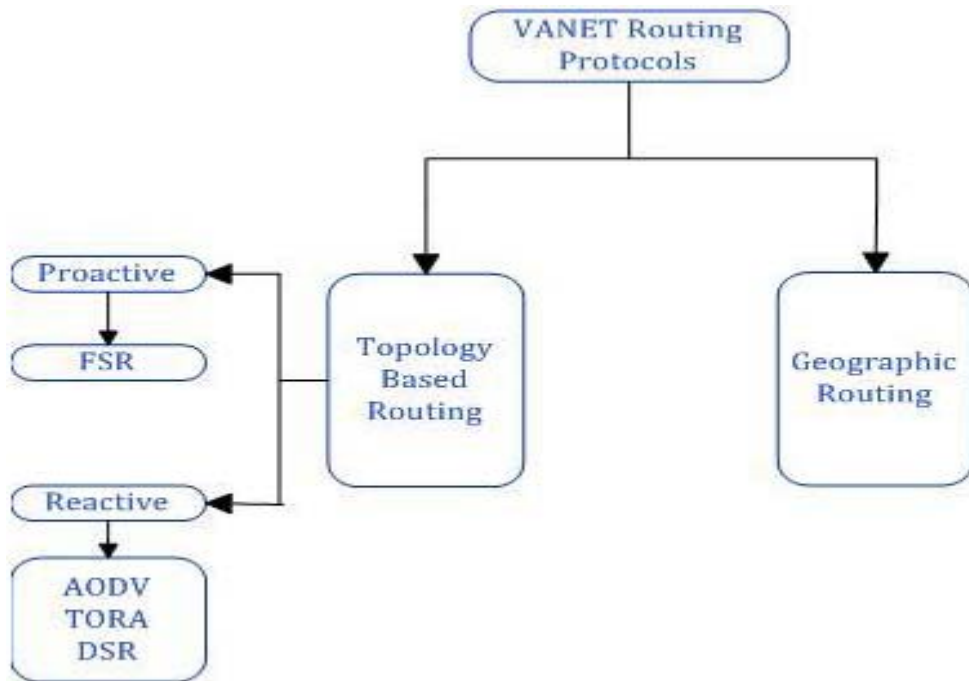 VANET Routing
Protocols
Proactive
FSR
Topology
Based
Routing
Geographic
Routing
Reactive
AODV
TORA
DSR